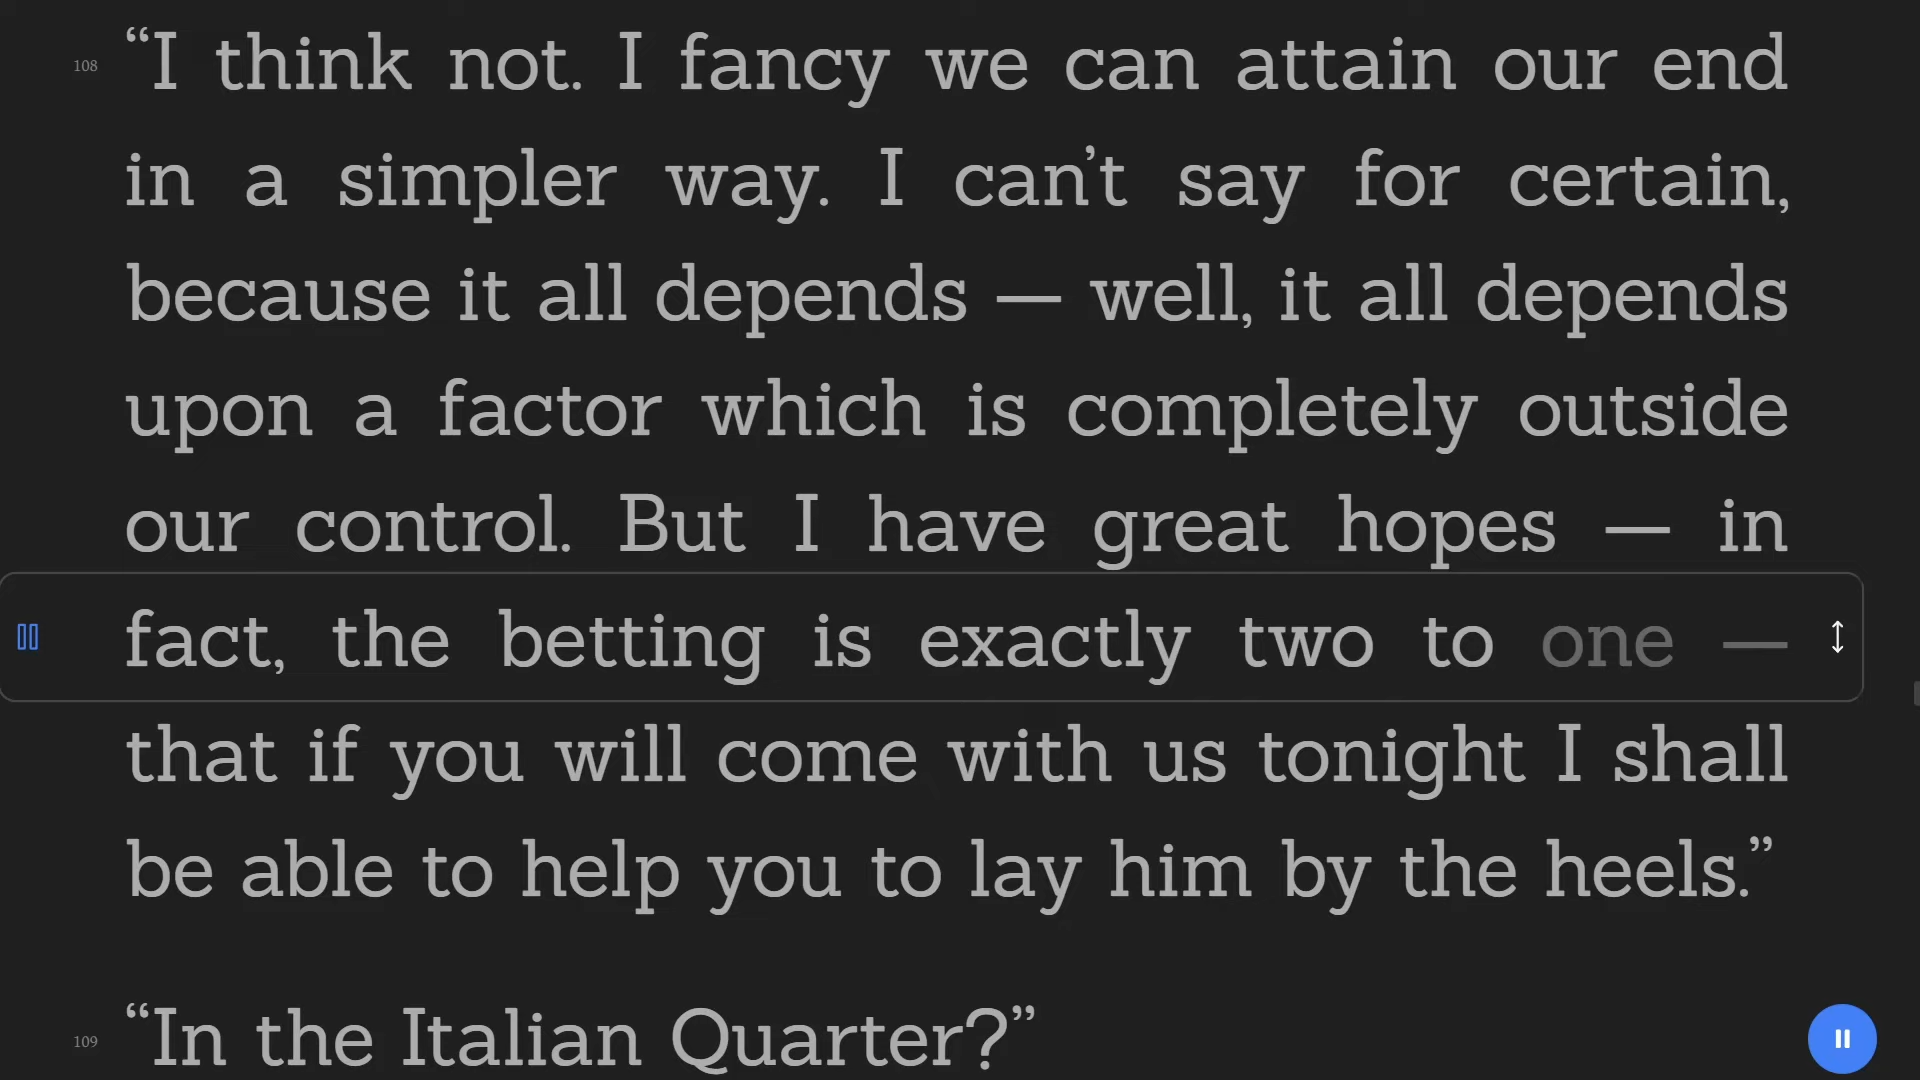 108
“I think not. I fancy we can attain our end
in a simpler way. I can’t say for certain,
because it all depends — well, it all depends
upon a factor which is completely outside
our control. But I have great hopes — in
fact, the betting is exactly two to one —
that if you will come with us tonight I shall
be able to help you to lay him by the heels.”
109
“In the Italian Quarter?”